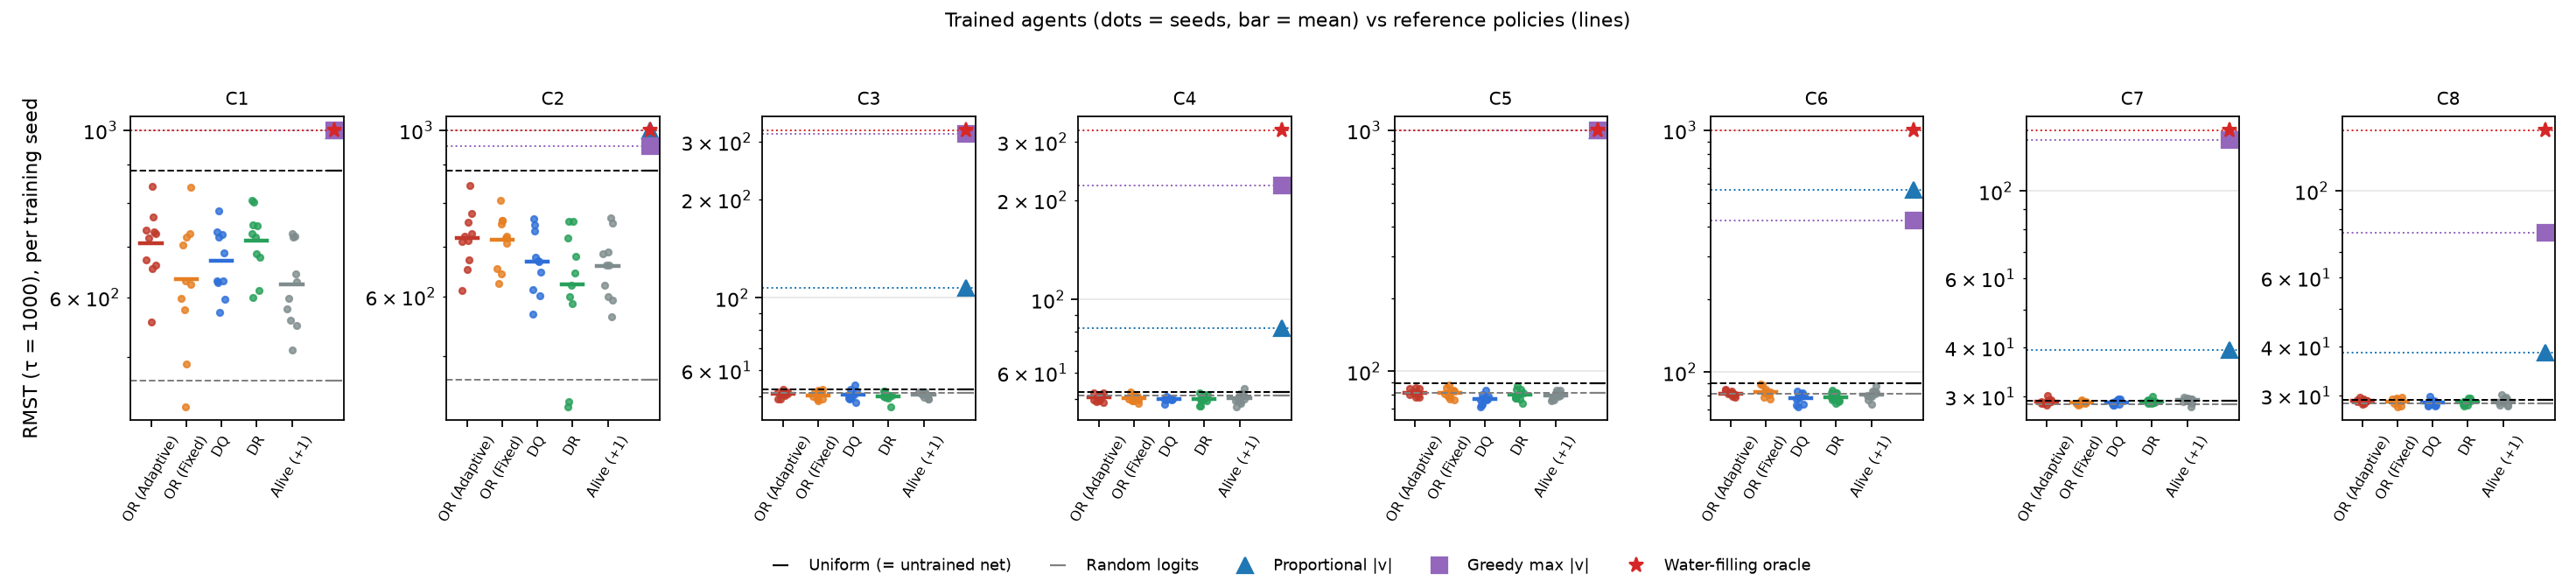 Trained agents (dots = seeds, bar = mean) vs reference policies (lines)
RMST (τ = 1000), per training seed
C1
10³
6 × 10²
OR (Adaptive)
OR (Fixed)
DQ
DR
Alive (+1)
C2
10³
6 × 10²
OR (Adaptive)
OR (Fixed)
DQ
DR
Alive (+1)
C3
3 × 10²
2 × 10²
10²
6 × 10¹
OR (Adaptive)
OR (Fixed)
DQ
DR
Alive (+1)
C4
3 × 10²
2 × 10²
10²
6 × 10¹
OR (Adaptive)
OR (Fixed)
DQ
DR
Alive (+1)
C5
10³
10²
OR (Adaptive)
OR (Fixed)
DQ
DR
Alive (+1)
C6
10³
10²
OR (Adaptive)
OR (Fixed)
DQ
DR
Alive (+1)
C7
10²
6 × 10¹
4 × 10¹
3 × 10¹
OR (Adaptive)
OR (Fixed)
DQ
DR
Alive (+1)
C8
10²
6 × 10¹
4 × 10¹
3 × 10¹
OR (Adaptive)
OR (Fixed)
DQ
DR
Alive (+1)
Uniform (= untrained net)
Random logits
Proportional |v|
Greedy max |v|
Water-filling oracle